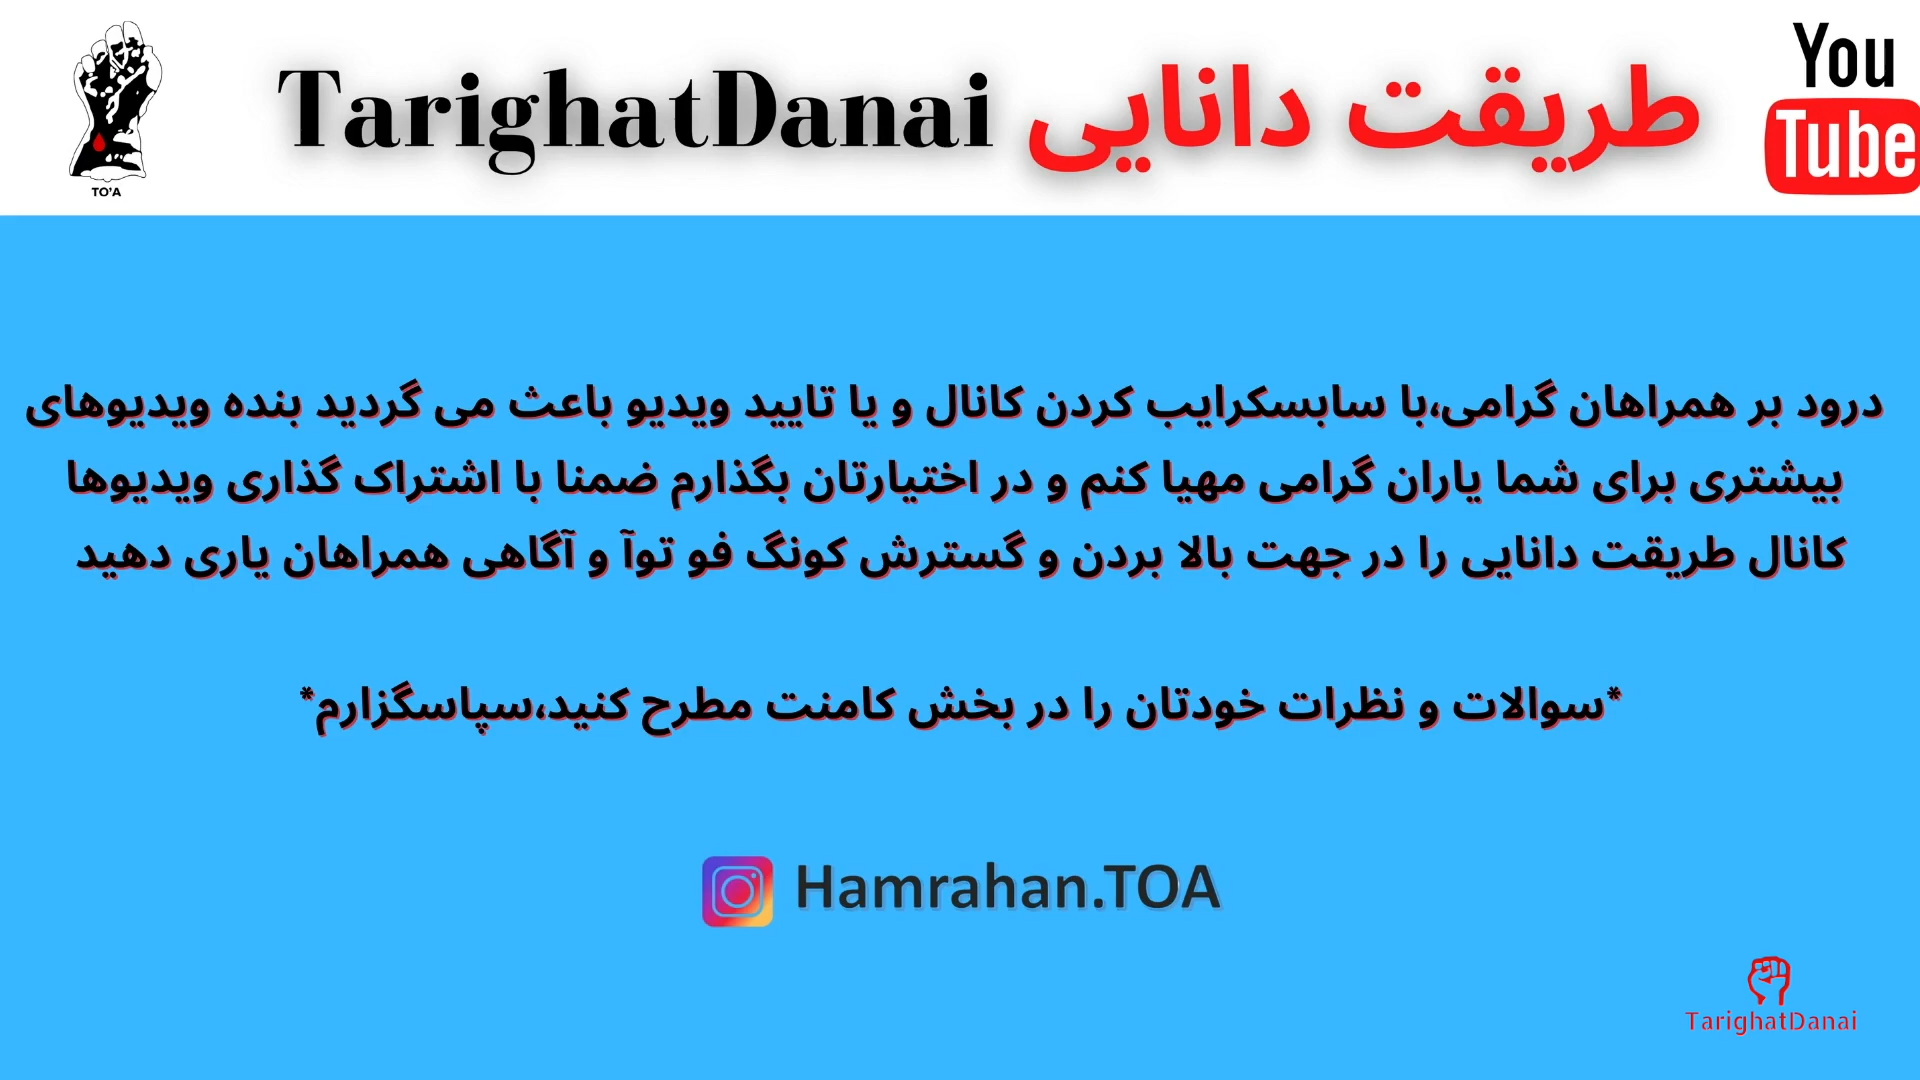 TO'A
TarighatDanai طریقت دانایی
You
Tube
درود بر همراهان گرامی،با سابسکرایب کردن کانال و یا تایید ویدیو باعث می گردید بنده ویدیوهای
بیشتری برای شما یاران گرامی مهیا کنم و در اختیارتان بگذارم ضمنا با اشتراک گذاری ویدیوها
کانال طریقت دانایی را در جهت بالا بردن و گسترش کونگ فو توآ و آگاهی همراهان یاری دهید
*سوالات و نظرات خودتان را در بخش کامنت مطرح کنید،سپاسگزارم*
Hamrahan.TOA
TarighatDanai